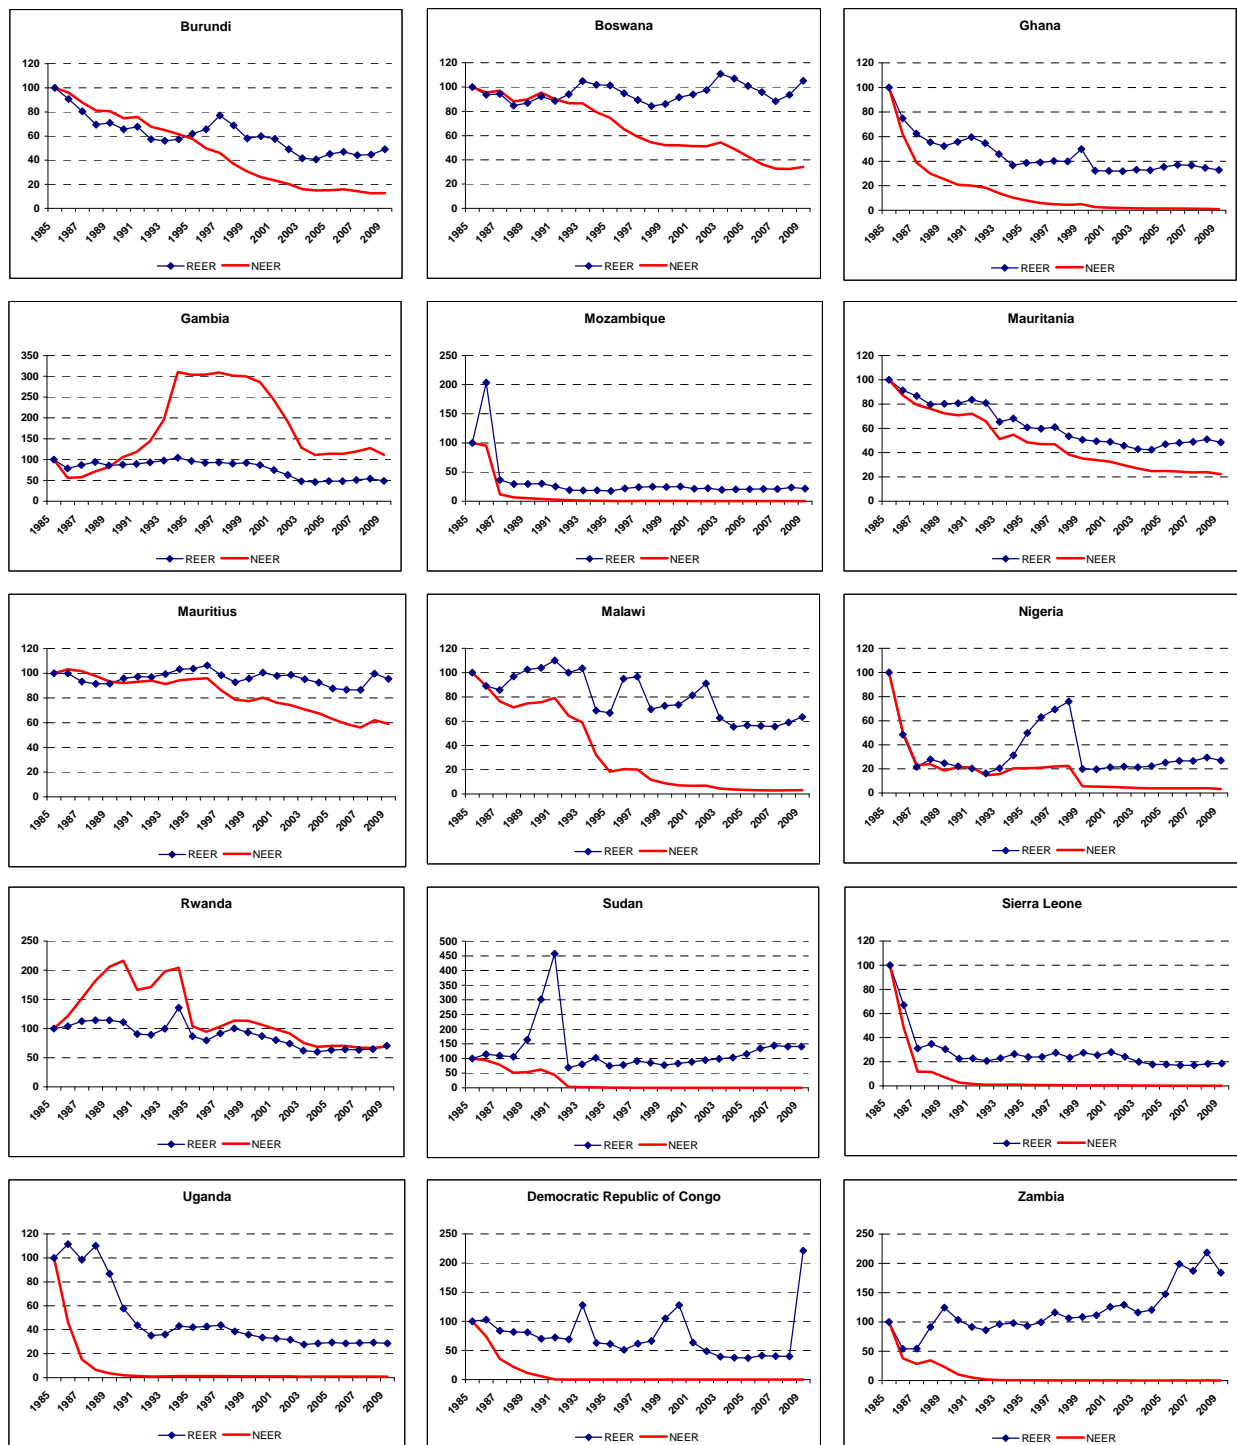 Burundi
120
100
80
60
40
20
0
1985 1987 1989 1991 1993 1995 1997 1999 2001 2003 2005 2007 2009
REER NEER
Boswana
120
100
80
60
40
20
0
1985 1987 1989 1991 1993 1995 1997 1999 2001 2003 2005 2007 2009
REER NEER
Ghana
120
100
80
60
40
20
0
1985 1987 1989 1991 1993 1995 1997 1999 2001 2003 2005 2007 2009
REER NEER
Gambia
350
300
250
200
150
100
50
0
1985 1987 1989 1991 1993 1995 1997 1999 2001 2003 2005 2007 2009
REER NEER
Mozambique
250
200
150
100
50
0
1985 1987 1989 1991 1993 1995 1997 1999 2001 2003 2005 2007 2009
REER NEER
Mauritania
120
100
80
60
40
20
0
1985 1987 1989 1991 1993 1995 1997 1999 2001 2003 2005 2007 2009
REER NEER
Mauritius
120
100
80
60
40
20
0
1985 1987 1989 1991 1993 1995 1997 1999 2001 2003 2005 2007 2009
REER NEER
Malawi
120
100
80
60
40
20
0
1985 1987 1989 1991 1993 1995 1997 1999 2001 2003 2005 2007 2009
REER NEER
Nigeria
120
100
80
60
40
20
0
1985 1987 1989 1991 1993 1995 1997 1999 2001 2003 2005 2007 2009
REER NEER
Rwanda
250
200
150
100
50
0
1985 1987 1989 1991 1993 1995 1997 1999 2001 2003 2005 2007 2009
REER NEER
Sudan
500
450
400
350
300
250
200
150
100
50
0
1985 1987 1989 1991 1993 1995 1997 1999 2001 2003 2005 2007 2009
REER NEER
Sierra Leone
120
100
80
60
40
20
0
1985 1987 1989 1991 1993 1995 1997 1999 2001 2003 2005 2007 2009
REER NEER
Uganda
120
100
80
60
40
20
0
1985 1987 1989 1991 1993 1995 1997 1999 2001 2003 2005 2007 2009
REER NEER
Democratic Republic of Congo
250
200
150
100
50
0
1985 1987 1989 1991 1993 1995 1997 1999 2001 2003 2005 2007 2009
REER NEER
Zambia
250
200
150
100
50
0
1985 1987 1989 1991 1993 1995 1997 1999 2001 2003 2005 2007 2009
REER NEER